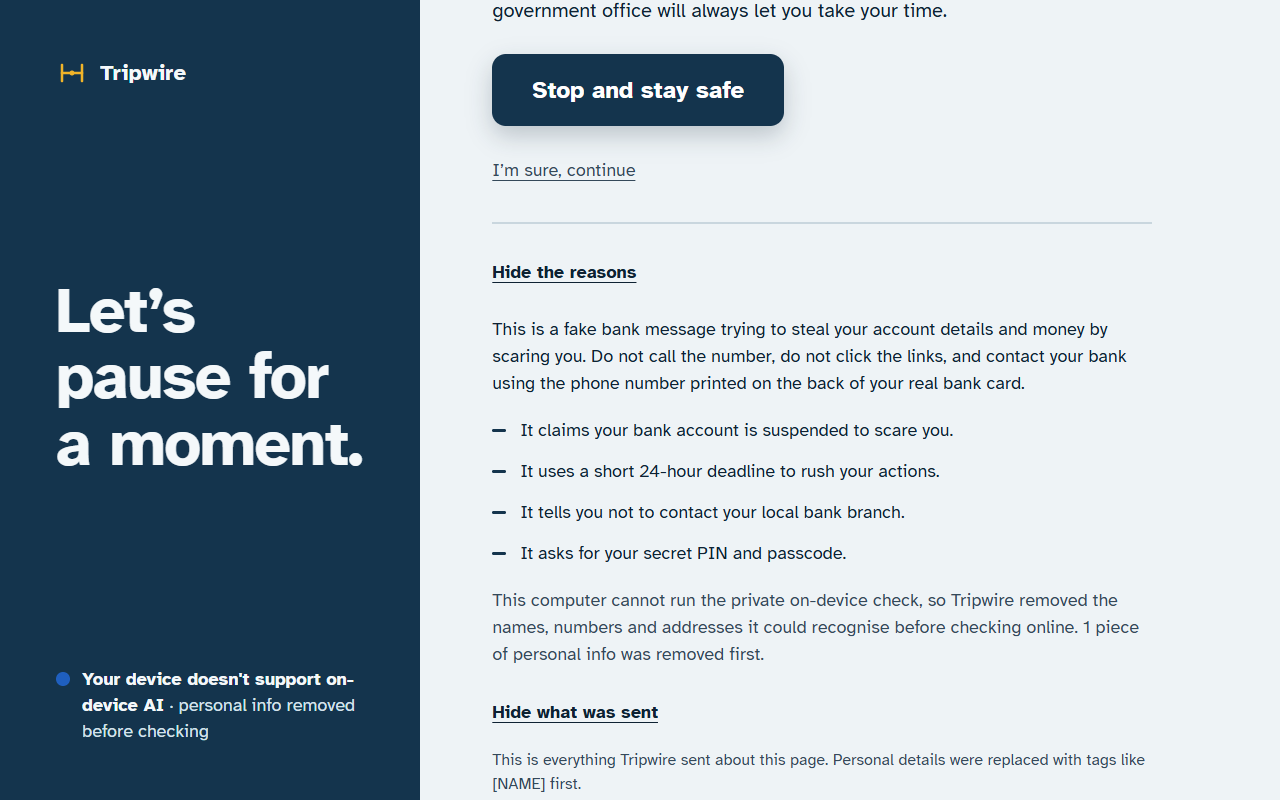 Tripwire
Let’s
pause for
a moment.
Your device doesn't support on-
device AI · personal info removed
before checking
government office will always let you take your time.
Stop and stay safe
I’m sure, continue
Hide the reasons
This is a fake bank message trying to steal your account details and money by
scaring you. Do not call the number, do not click the links, and contact your bank
using the phone number printed on the back of your real bank card.
It claims your bank account is suspended to scare you.
It uses a short 24-hour deadline to rush your actions.
It tells you not to contact your local bank branch.
It asks for your secret PIN and passcode.
This computer cannot run the private on-device check, so Tripwire removed the
names, numbers and addresses it could recognise before checking online. 1 piece
of personal info was removed first.
Hide what was sent
This is everything Tripwire sent about this page. Personal details were replaced with tags like
[NAME] first.